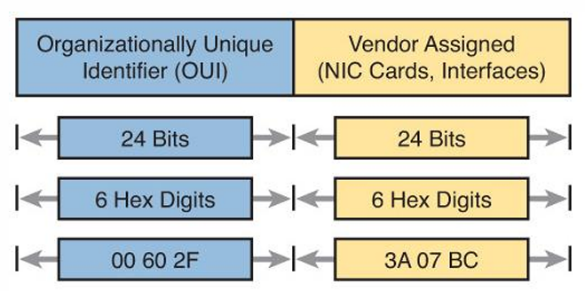 Organizationally Unique
Identifier (OUI)
Vendor Assigned
(NIC Cards, Interfaces)
24 Bits
24 Bits
6 Hex Digits
6 Hex Digits
00 60 2F
3A 07 BC